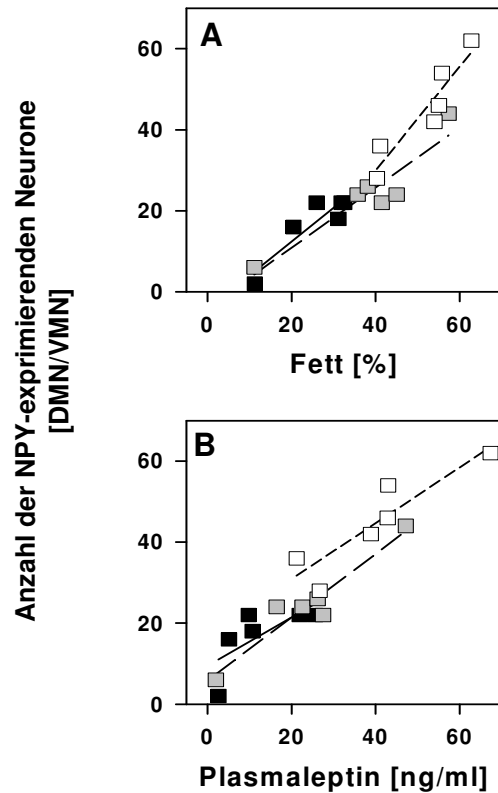 Anzahl der NPY-exprimierenden Neurone
[DMN/VMN]
A
60
40
20
0
0 20 40 60
Fett [%]
B
60
40
20
0
0 20 40 60
Plasmaleptin [ng/ml]